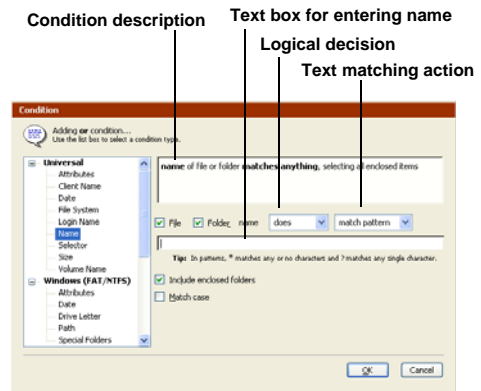 Condition description
Text box for entering name
Logical decision
Text matching action
Condition
Adding or condition...
Use the list box to select a condition type.
Universal
Attributes
Client Name
Date
File System
Login Name
Name
Selector
Size
Volume Name
Windows (FAT/NTFS)
Attributes
Date
Drive Letter
Path
Special Folders
name of file or folder matches anything, selecting all enclosed items
File Folder name does match pattern
Tip: In patterns, * matches any or no characters and ? matches any single character.
Include enclosed folders
Match case
OK Cancel